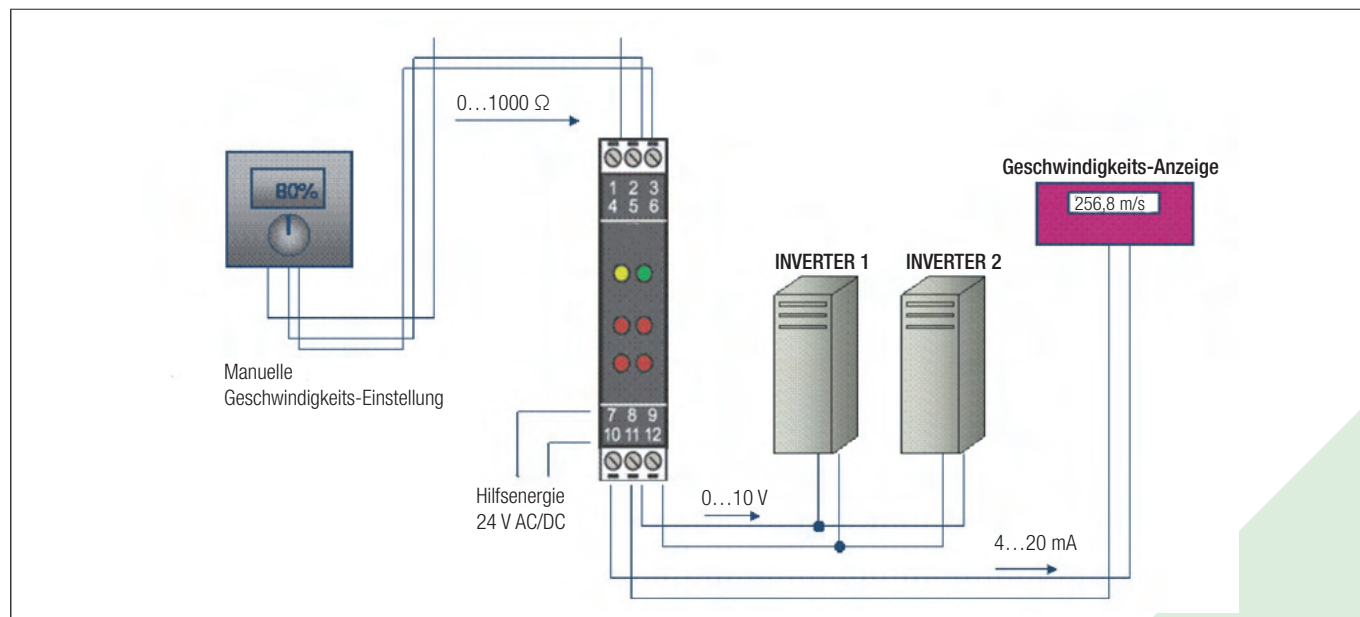 0…1000 Ω
80%
Manuelle
Geschwindigkeits-Einstellung
1 2 3
4 5 6
7 8 9
10 11 12
Hilfsenergie
24 V AC/DC
INVERTER 1
INVERTER 2
Geschwindigkeits-Anzeige
256,8 m/s
0…10 V
4…20 mA